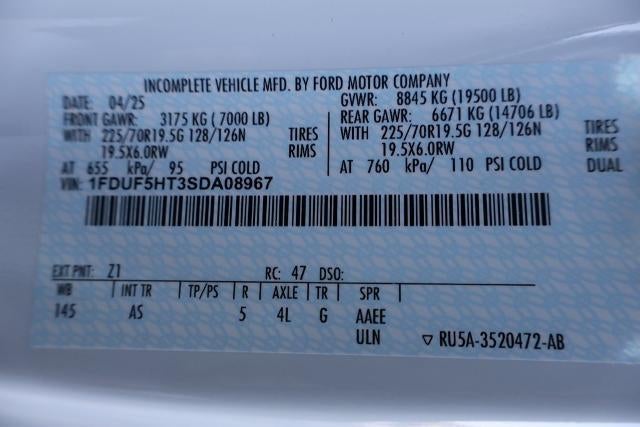 INCOMPLETE VEHICLE MFD. BY FORD MOTOR COMPANY
DATE: 04/25 GVWR: 8845 KG (19500 LB)
FRONT GAWR: 3175 KG ( 7000 LB) REAR GAWR: 6671 KG (14706 LB)
WITH 225/70R19.5G 128/126N TIRES WITH 225/70R19.5G 128/126N TIRES
19.5X6.0RW RIMS 19.5X6.0RW RIMS
AT 655 kPa/ 95 PSI COLD AT 760 kPa/ 110 PSI COLD DUAL
VIN: 1FDUF5HT3SDA08967
EXT PNT: Z1 RC: 47 DSO:
WB INT TR TP/PS R AXLE TR SPR
145 AS 5 4L G AAEE
ULN ▽ RU5A-3520472-AB